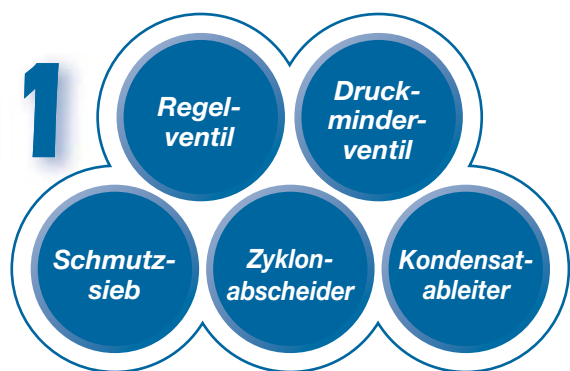 1
Regel-
ventil
Druck-
minder-
ventil
Schmutz-
sieb
Zyklon-
abscheider
Kondensat-
ableiter